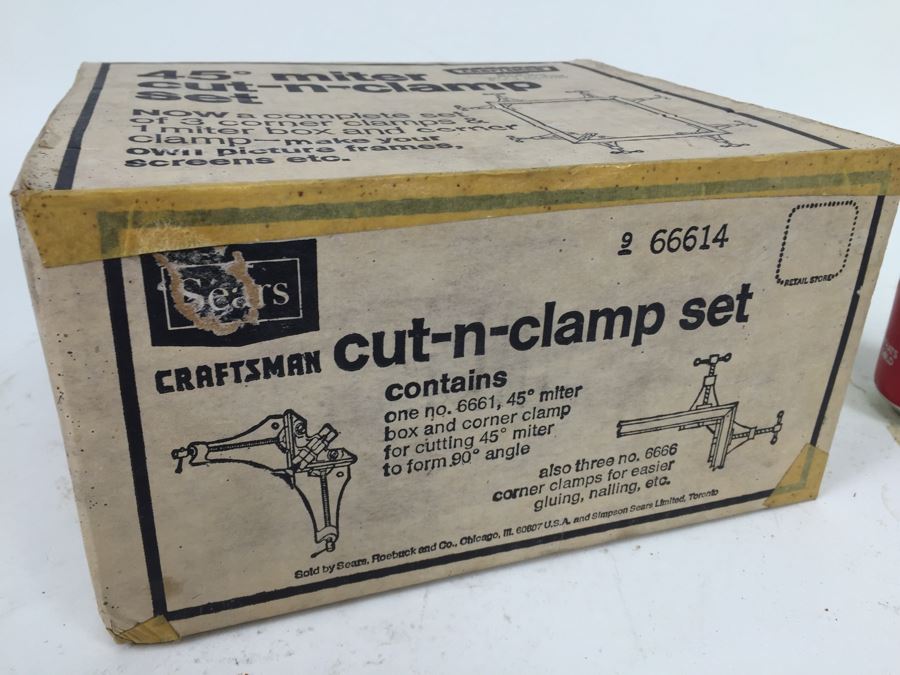 45° miter
cut-n-clamp
set
Now a complete set
of 3 corner clamps &
1 miter box and corner
clamp—make your
own picture frames,
screens etc.
Sears
9 66614
RETAIL STORE
CRAFTSMAN
cut-n-clamp set
contains
one no. 6661, 45° miter
box and corner clamp
for cutting 45° miter
to form 90° angle
also three no. 6666
corner clamps for easier
gluing, nailing, etc.
Sold by Sears, Roebuck and Co., Chicago, Ill. 60607 U.S.A. and Simpson Sears Limited, Toronto